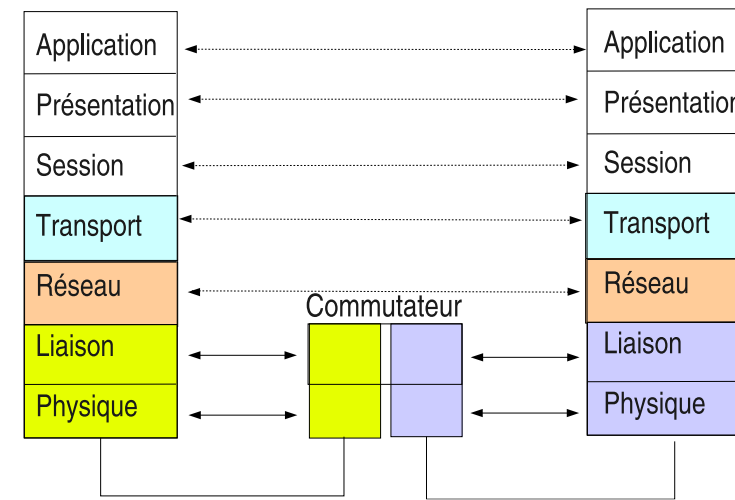 Application
Application
Présentation
Présentation
Session
Session
Transport
Transport
Réseau
Réseau
Commutateur
Liaison
Liaison
Physique
Physique